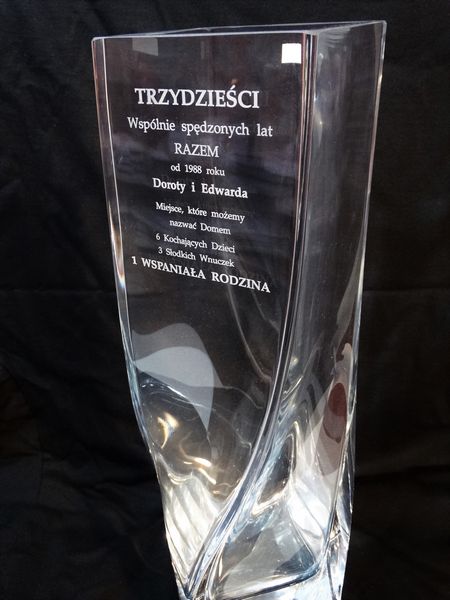 TRZYDZIEŚCI
Wspólnie spędzonych lat
RAZEM
od 1988 roku
Doroty i Edwarda
Miejsce, które możemy
nazwać Domem
6 Kochających Dzieci
3 Słodkich Wnuczek
1 WSPANIAŁA RODZINA